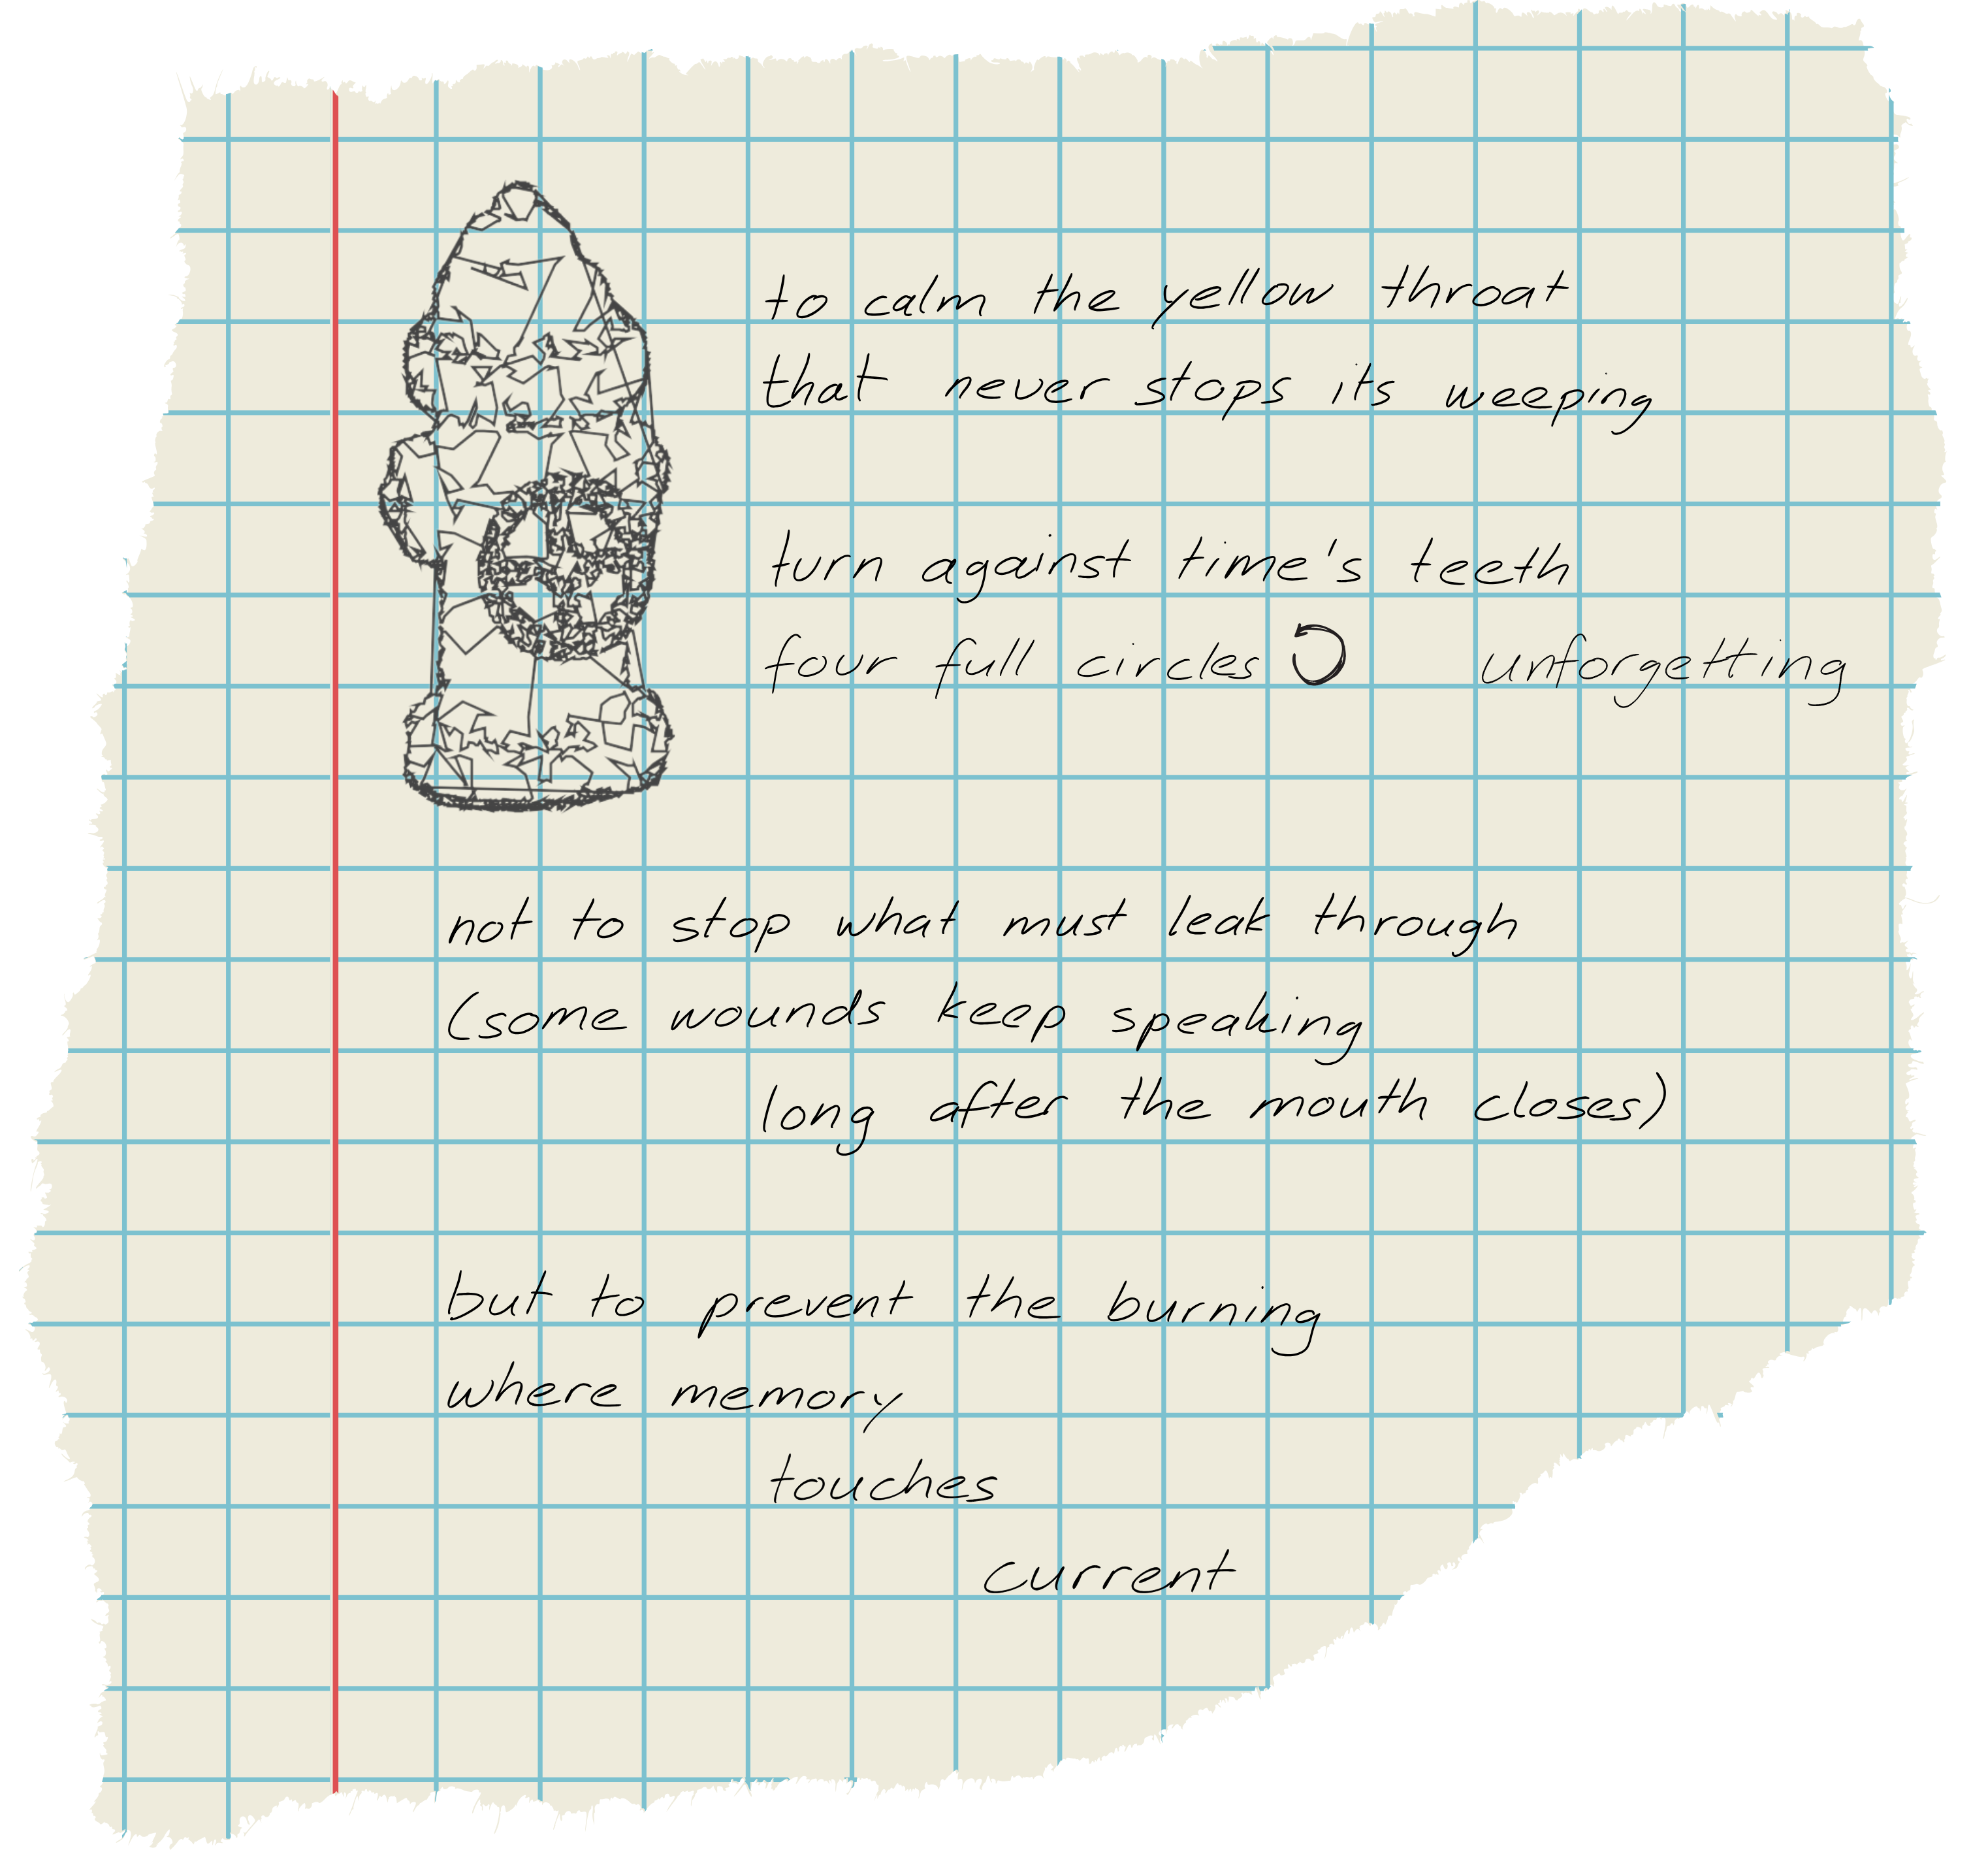 to calm the yellow throat
that never stops its weeping
turn against time's teeth
four full circles unforgetting
not to stop what must leak through
(some wounds keep speaking
long after the mouth closes)
but to prevent the burning
where memory
touches
current